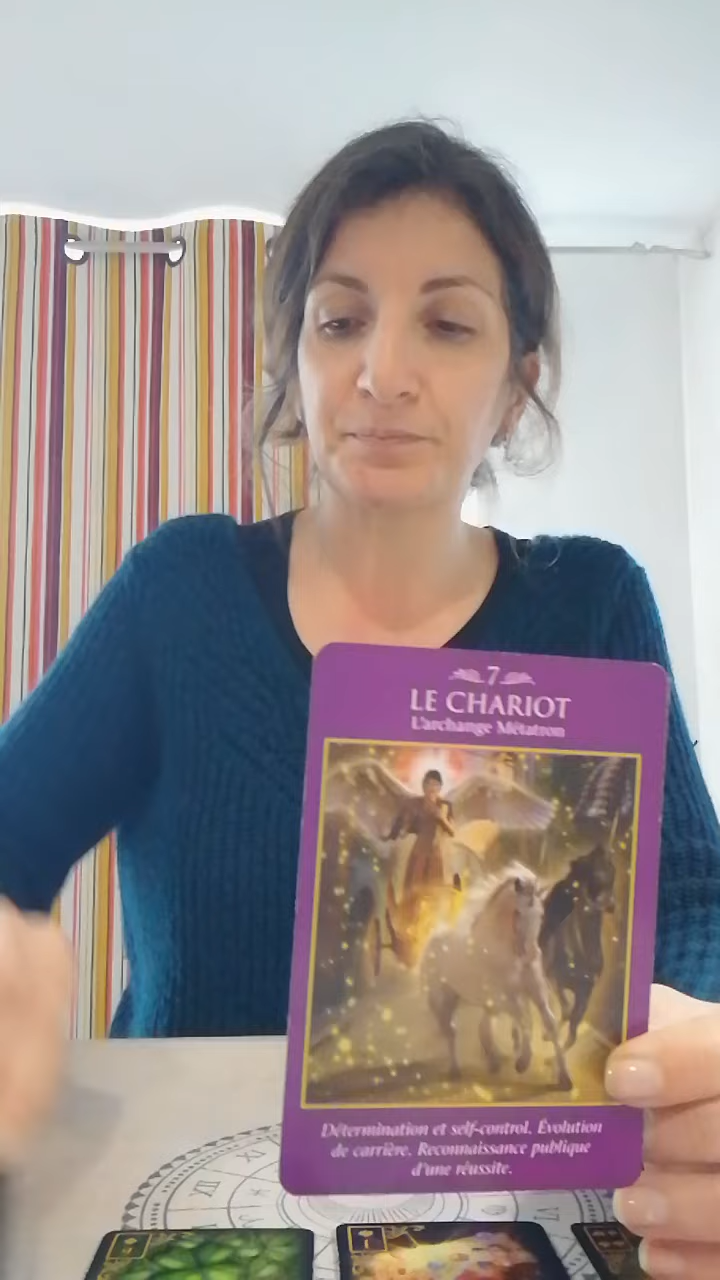 7
LE CHARIOT
L'archange Métatron
Détermination et self-control. Évolution
de carrière. Reconnaissance publique
d'une réussite.